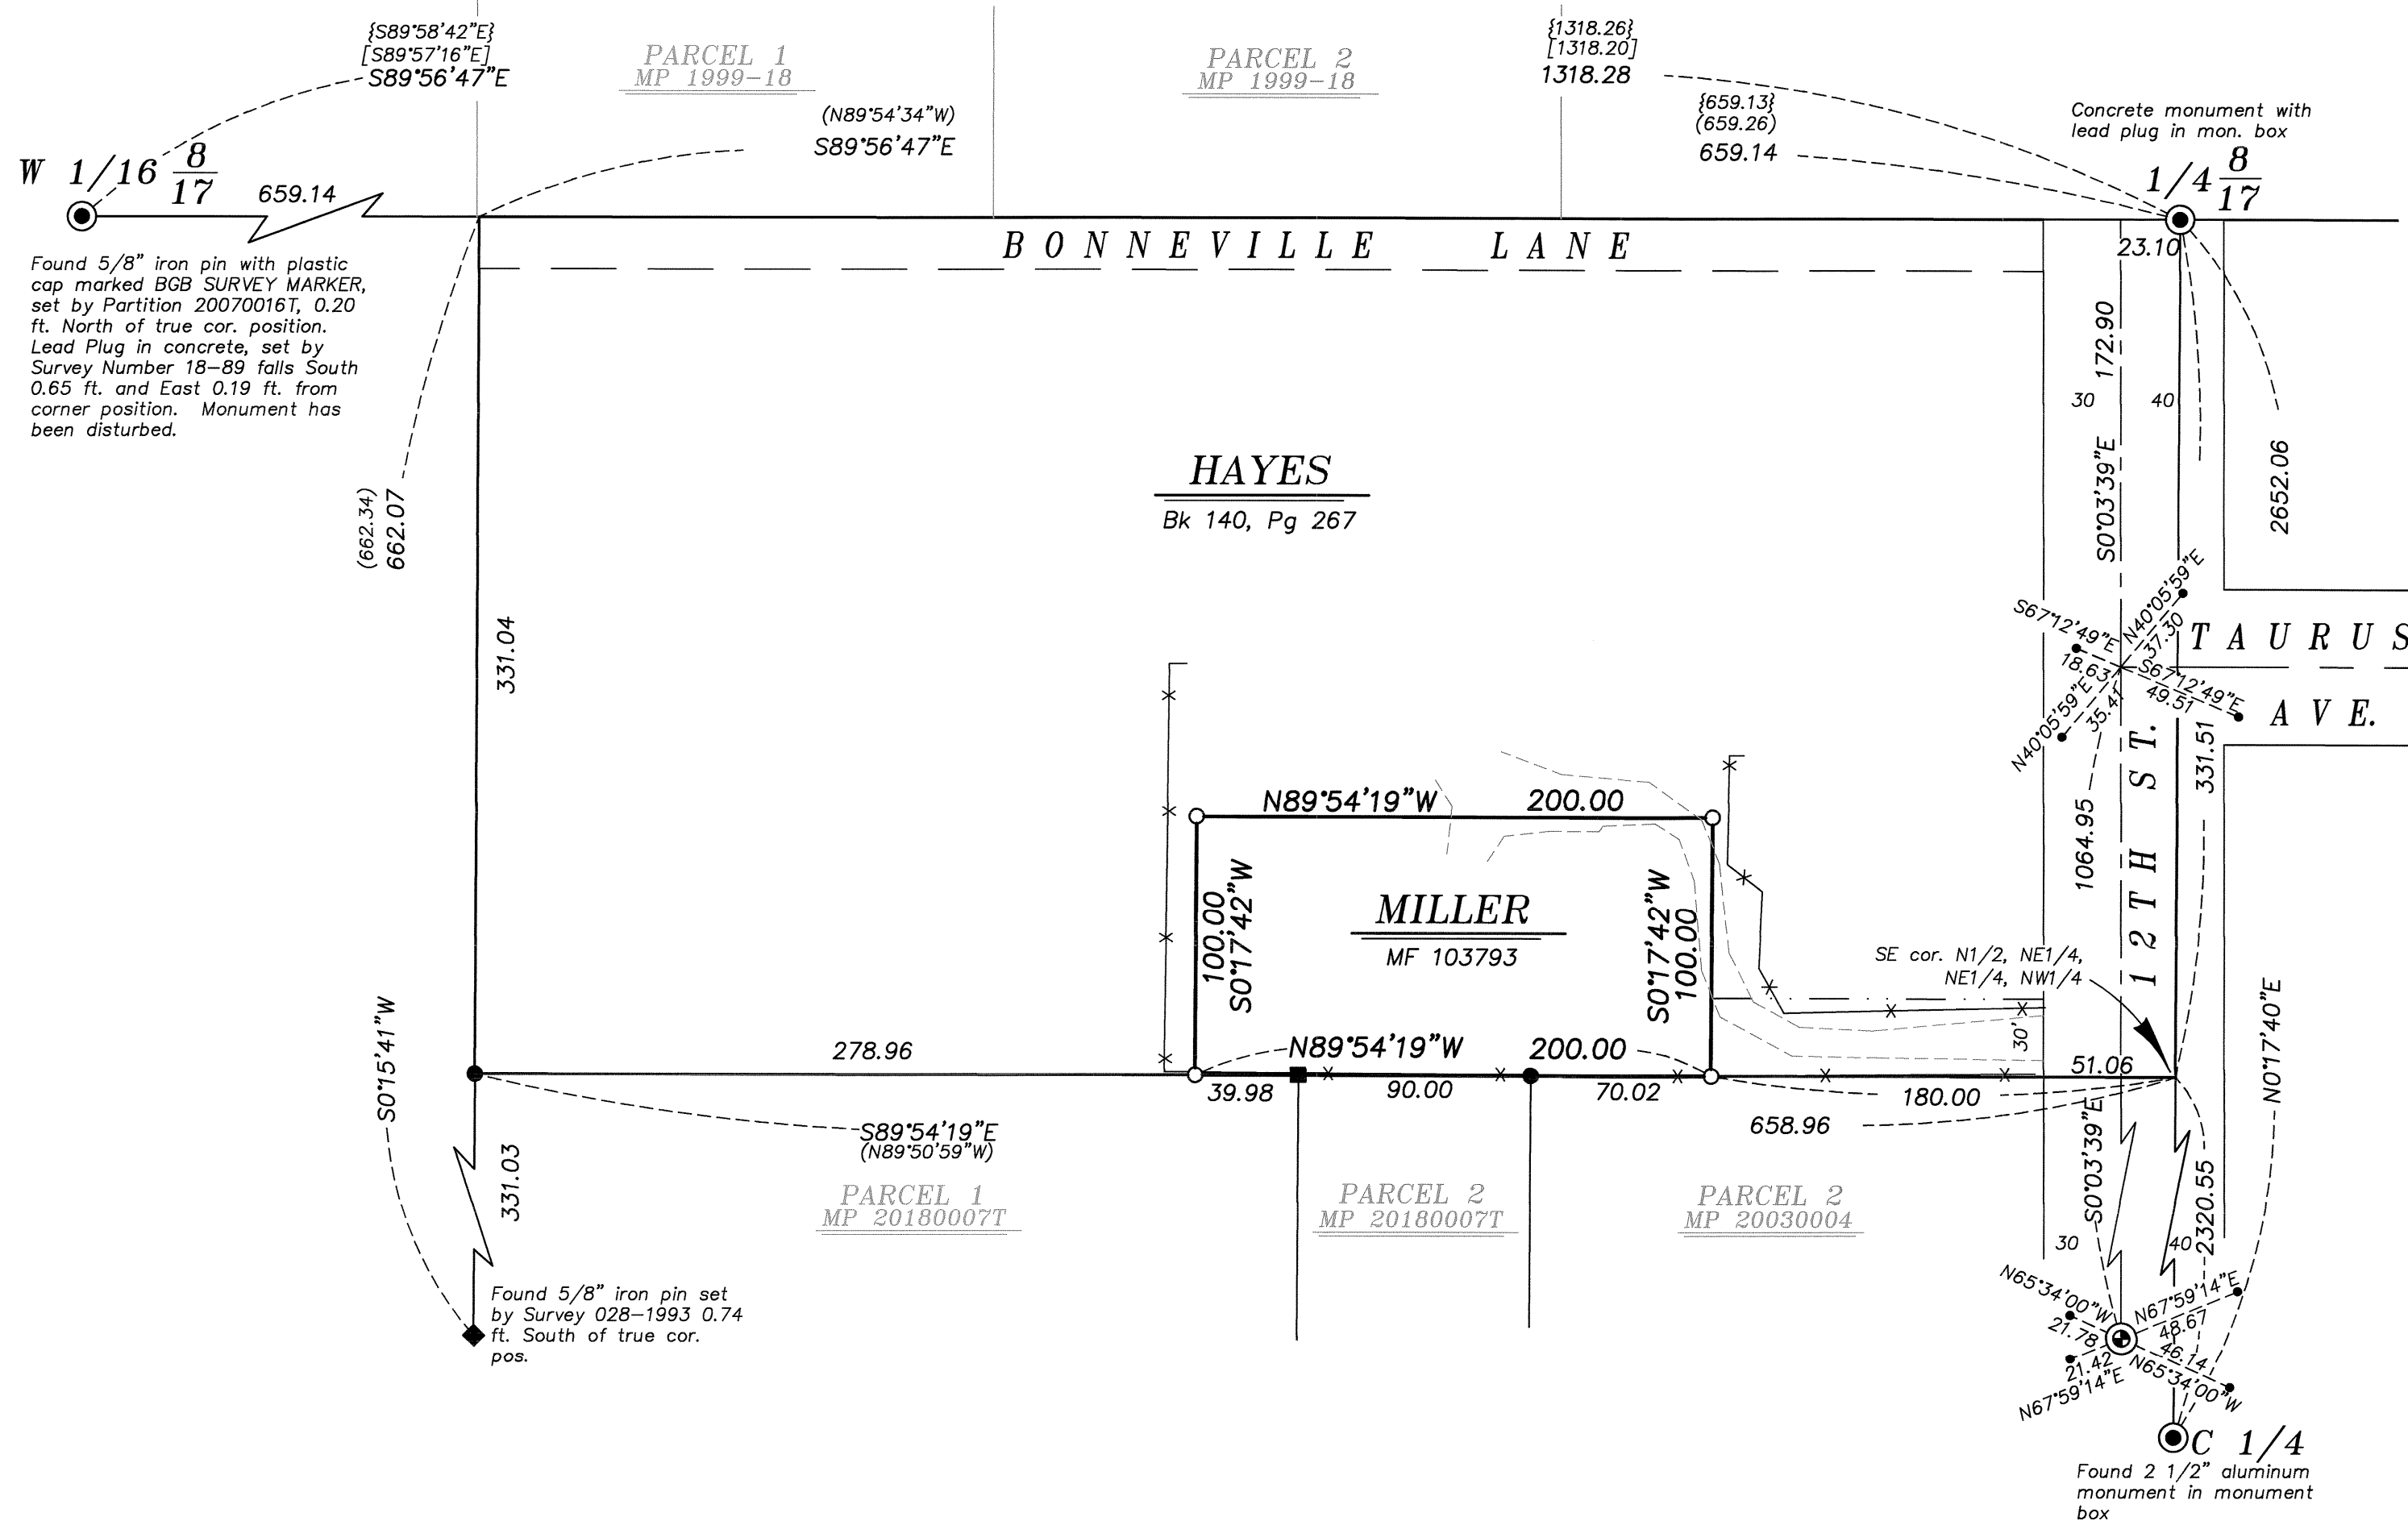 {S89°58'42"E}
[S89°57'16"E]
S89°56'47"E
PARCEL 1
MP 1999-18
PARCEL 2
MP 1999-18
{1318.26}
[1318.20]
1318.28
(N89°54'34"W)
S89°56'47"E
{659.13}
(659.26)
659.14
Concrete monument with
lead plug in mon. box
W 1/16 8/17
659.14
1/4 8/17
BONNEVILLE LANE
23.10
Found 5/8" iron pin with plastic
cap marked BGB SURVEY MARKER,
set by Partition 20070016T, 0.20
ft. North of true cor. position.
Lead Plug in concrete, set by
Survey Number 18-89 falls South
0.65 ft. and East 0.19 ft. from
corner position. Monument has
been disturbed.
172.90
30
40
S0°03'39"E
2652.06
HAYES
Bk 140, Pg 267
(662.34)
662.07
331.04
S67°12'49"E
18.63
N40°05'59"E
37.30
S67°12'49"E
49.51
N40°05'59"E
35.41
TAURUS
AVE.
331.51
1064.95
12TH ST.
N89°54'19"W 200.00
100.00
S0°17'42"W
MILLER
MF 103793
S0°17'42"W
100.00
SE cor. N1/2, NE1/4,
NE1/4, NW1/4
30'
S0°15'41"W
N0°17'40"E
278.96
N89°54'19"W 200.00
51.06
39.98
90.00
70.02
180.00
658.96
S89°54'19"E
(N89°50'59"W)
331.03
S0°03'39"E
2320.55
PARCEL 1
MP 20180007T
PARCEL 2
MP 20180007T
PARCEL 2
MP 20030004
30
40
Found 5/8" iron pin set
by Survey 028-1993 0.74
ft. South of true cor.
pos.
N65°34'00"W
21.78
N67°59'14"E
48.67
21.42
N67°59'14"E
46.14
N65°34'00"W
C 1/4
Found 2 1/2" aluminum
monument in monument
box